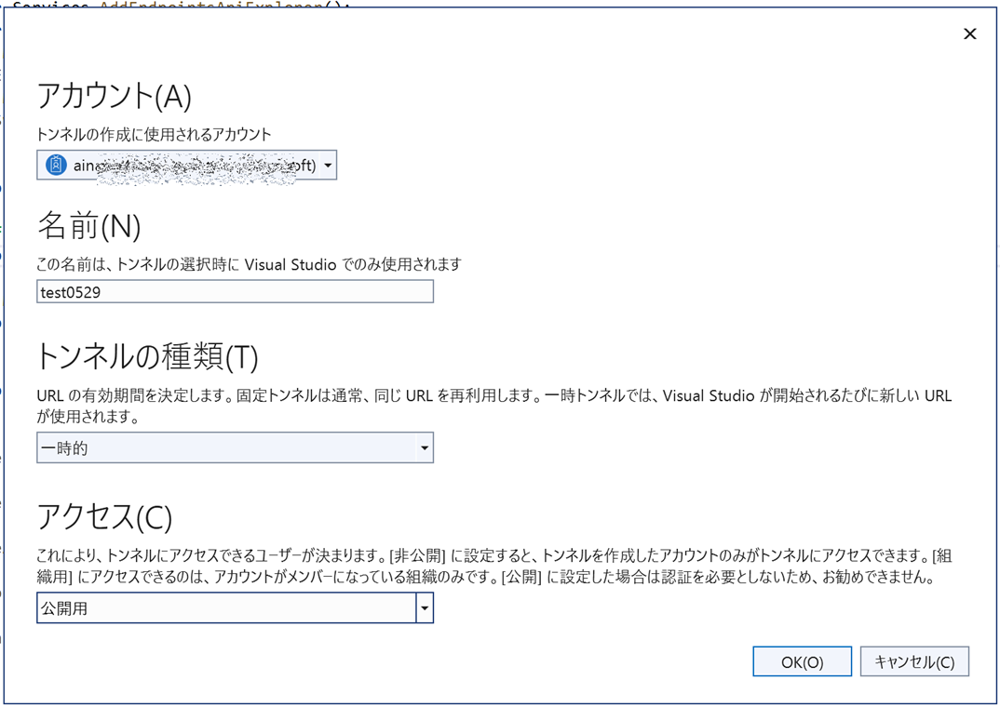 アカウント(A)
トンネルの作成に使用されるアカウント
名前(N)
この名前は、トンネルの選択時に Visual Studio でのみ使用されます
test0529
トンネルの種類(T)
URL の有効期間を決定します。固定トンネルは通常、同じ URL を再利用します。一時トンネルでは、Visual Studio が開始されるたびに新しい URL
が使用されます。
一時的
アクセス(C)
これにより、トンネルにアクセスできるユーザーが決まります。[非公開] に設定すると、トンネルを作成したアカウントのみがトンネルにアクセスできます。[組
織用] にアクセスできるのは、アカウントがメンバーになっている組織のみです。[公開] に設定した場合は認証を必要としないため、お勧めできません。
公開用
OK(O)
キャンセル(C)